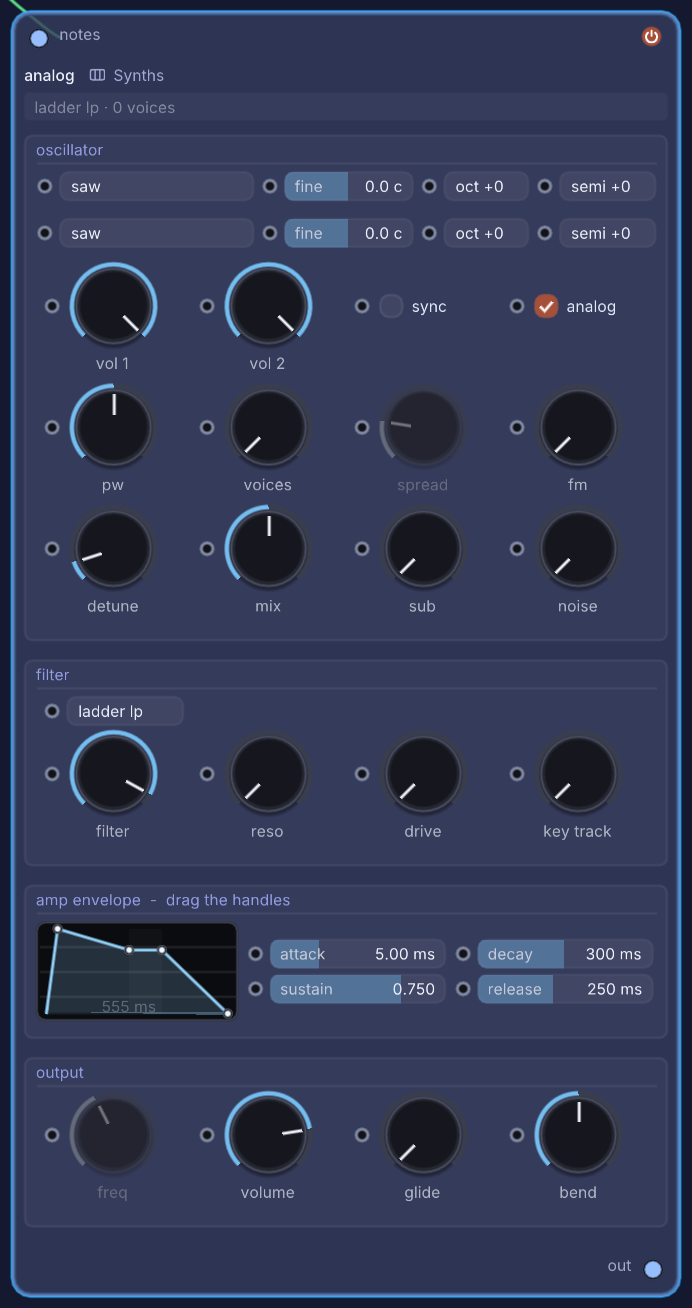 notes
analog Synths
ladder lp · 0 voices
oscillator
saw fine 0.0 c oct +0 semi +0
saw fine 0.0 c oct +0 semi +0
sync analog
vol 1 vol 2
pw voices spread fm
detune mix sub noise
filter
ladder lp
filter reso drive key track
amp envelope - drag the handles
attack 5.00 ms decay 300 ms
sustain 0.750 release 250 ms
555 ms
output
freq volume glide bend
out